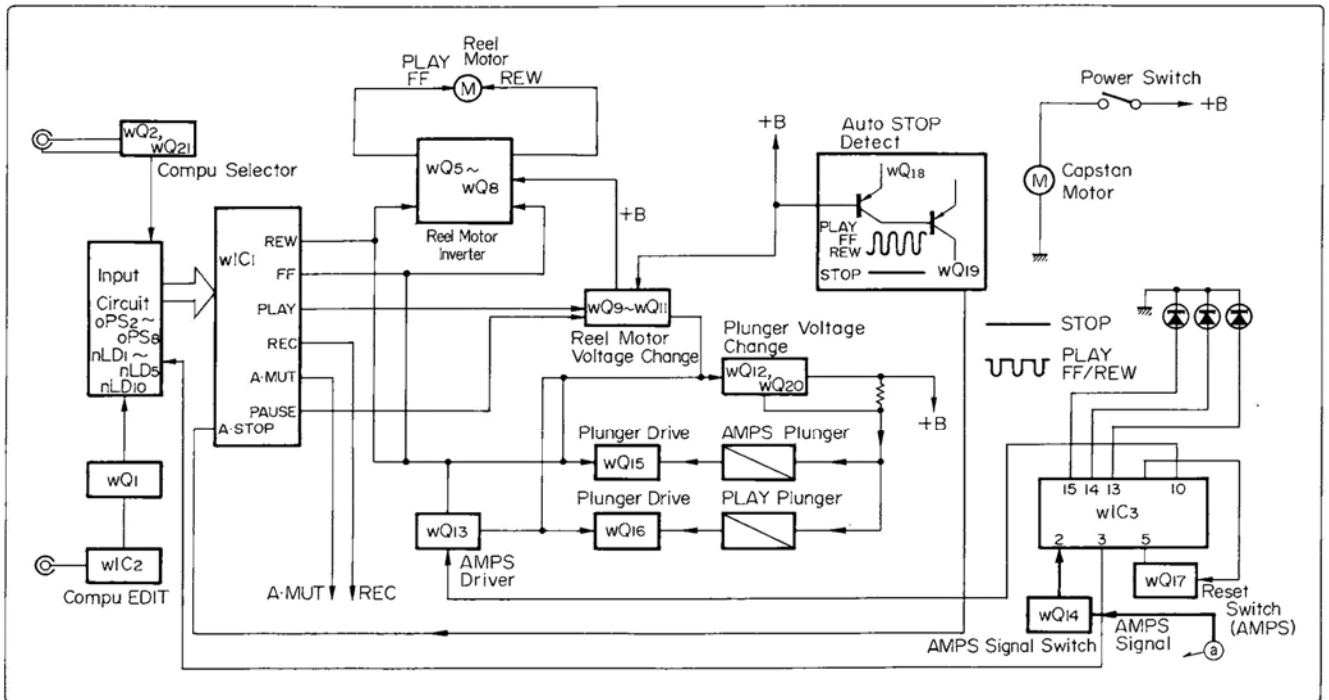 Reel
Motor
PLAY
FF
REW
M
Power Switch
+B
wQ2,
wQ21
Compu Selector
wQ5~
wQ8
Reel Motor
Inverter
+B
+B
Auto STOP
Detect
wQ18
PLAY
FF
REW
STOP
wQ19
M
Capstan
Motor
Input
Circuit
oPS2~
oPS8
nLD1~
nLD5
nLD10
wIC1
REW
FF
PLAY
REC
A·MUT
PAUSE
A·STOP
wQ9~wQ11
Reel Motor
Voltage Change
Plunger Voltage
Change
wQ12,
wQ20
+B
STOP
PLAY
FF/REW
Plunger Drive
wQ15
AMPS Plunger
Plunger Drive
wQ16
PLAY Plunger
wQ1
wIC2
Compu EDIT
wQ13
AMPS
Driver
A·MUT
REC
15
14
13
10
wIC3
2
3
5
wQ17
Reset
Switch
(AMPS)
wQ14
AMPS Signal Switch
AMPS
Signal
a